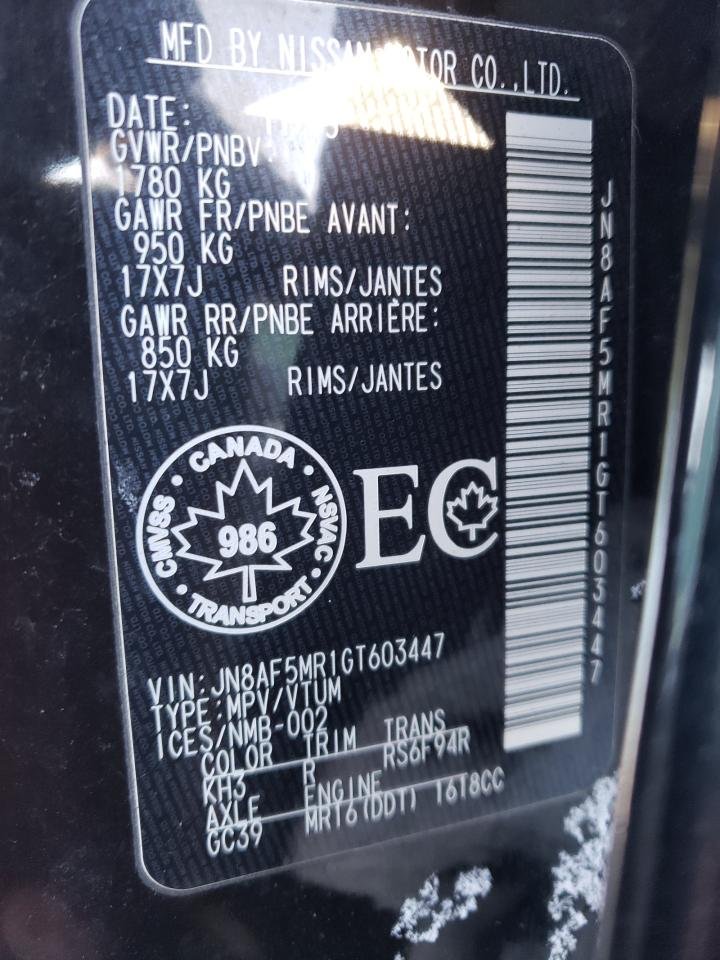 MFD BY NISSAN MOTOR CO.,LTD.
DATE:
GVWR/PNBV:
1780 KG
GAWR FR/PNBE AVANT:
950 KG
17X7J RIMS/JANTES
GAWR RR/PNBE ARRIÈRE:
850 KG
17X7J RIMS/JANTES
CANADA
CMVSS
NSVAC
986
TRANSPORT
EC
VIN:JN8AF5MR1GT603447
TYPE:MPV/VTUM
ICES/NMB-002
COLOR TRIM TRANS
KH3 R RS6F94R
AXLE ENGINE
GC39 MR16(DDT) 1618CC
JN8AF5MR1GT603447